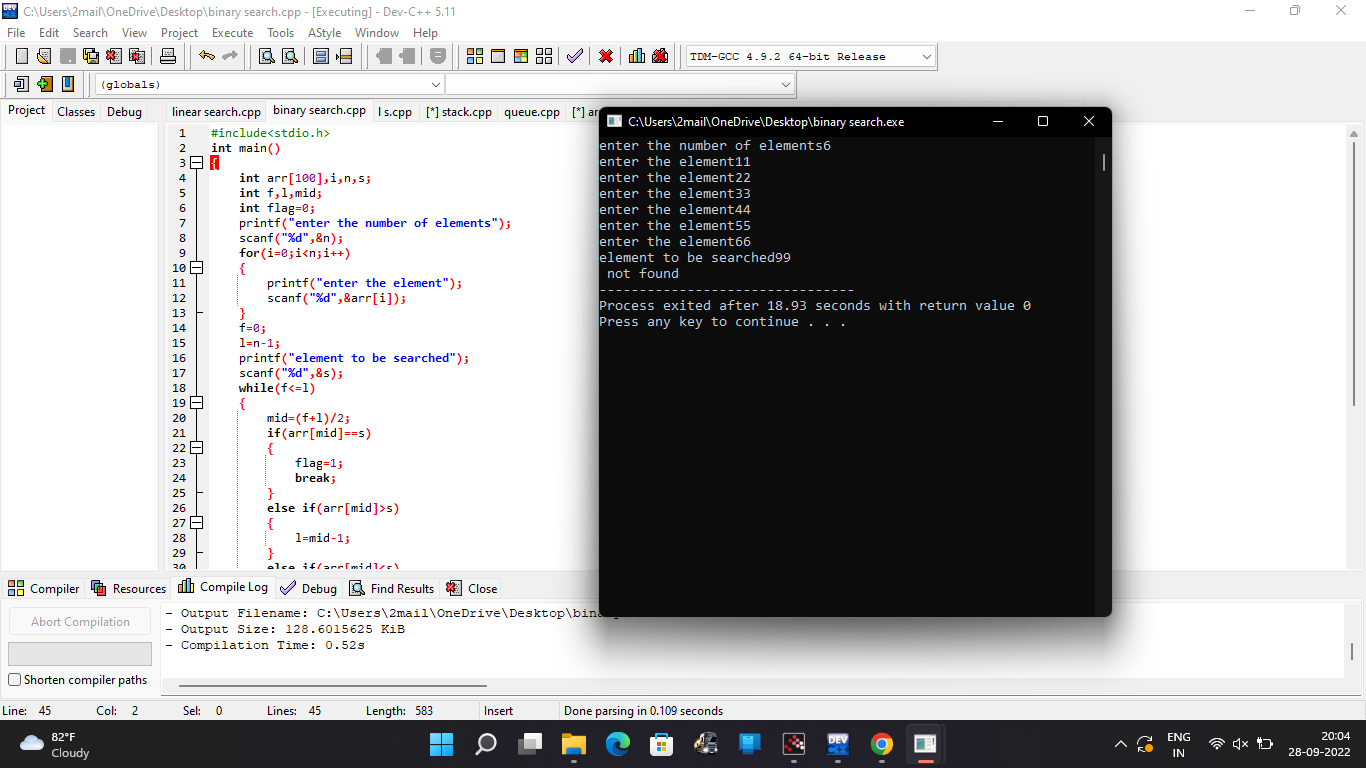 C:\Users\2mail\OneDrive\Desktop\binary search.cpp - [Executing] - Dev-C++ 5.11
File Edit Search View Project Execute Tools AStyle Window Help
TDM-GCC 4.9.2 64-bit Release
(globals)
Project Classes Debug
linear search.cpp binary search.cpp l s.cpp [*] stack.cpp queue.cpp [*] ar
1 #include<stdio.h>
2 int main()
3 {
4 int arr[100],i,n,s;
5 int f,l,mid;
6 int flag=0;
7 printf("enter the number of elements");
8 scanf("%d",&n);
9 for(i=0;i<n;i++)
10 {
11 printf("enter the element");
12 scanf("%d",&arr[i]);
13 }
14 f=0;
15 l=n-1;
16 printf("element to be searched");
17 scanf("%d",&s);
18 while(f<=l)
19 {
20 mid=(f+l)/2;
21 if(arr[mid]==s)
22 {
23 flag=1;
24 break;
25 }
26 else if(arr[mid]>s)
27 {
28 l=mid-1;
29 }
30 else if(arr[mid]<s)
C:\Users\2mail\OneDrive\Desktop\binary search.exe
enter the number of elements6
enter the element11
enter the element22
enter the element33
enter the element44
enter the element55
enter the element66
element to be searched99
not found
--------------------------------
Process exited after 18.93 seconds with return value 0
Press any key to continue . . .
Compiler Resources Compile Log Debug Find Results Close
Abort Compilation
Shorten compiler paths
- Output Filename: C:\Users\2mail\OneDrive\Desktop\bina
- Output Size: 128.6015625 KiB
- Compilation Time: 0.52s
Line: 45 Col: 2 Sel: 0 Lines: 45 Length: 583 Insert Done parsing in 0.109 seconds
82°F
Cloudy
DEV
ENG
IN
20:04
28-09-2022